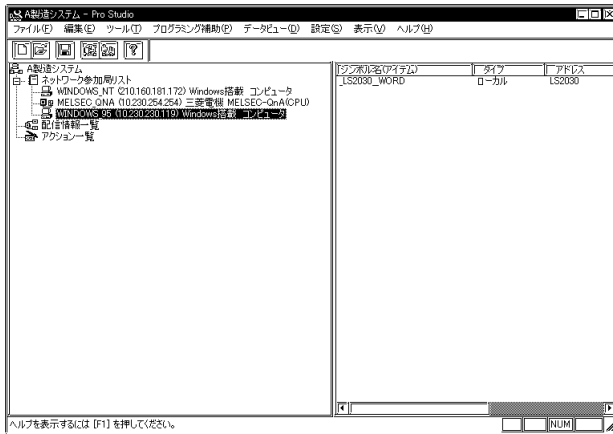 A製造システム - Pro Studio
ファイル(F) 編集(E) ツール(T) プログラミング補助(P) データビュー(D) 設定(S) 表示(V) ヘルプ(H)
A製造システム
ネットワーク参加局リスト
WINDOWS_NT (210.160.181.172) Windows搭載 コンピュータ
MELSEC_QNA (10.230.254.254) 三菱電機 MELSEC-QnA(CPU)
WINDOWS_95 (10.230.230.119) Windows搭載 コンピュータ
配信情報一覧
アクション一覧
シンボル名(アイテム) タイプ アドレス
_LS2030_WORD ローカル LS2030
ヘルプを表示するには [F1] を押してください。
NUM